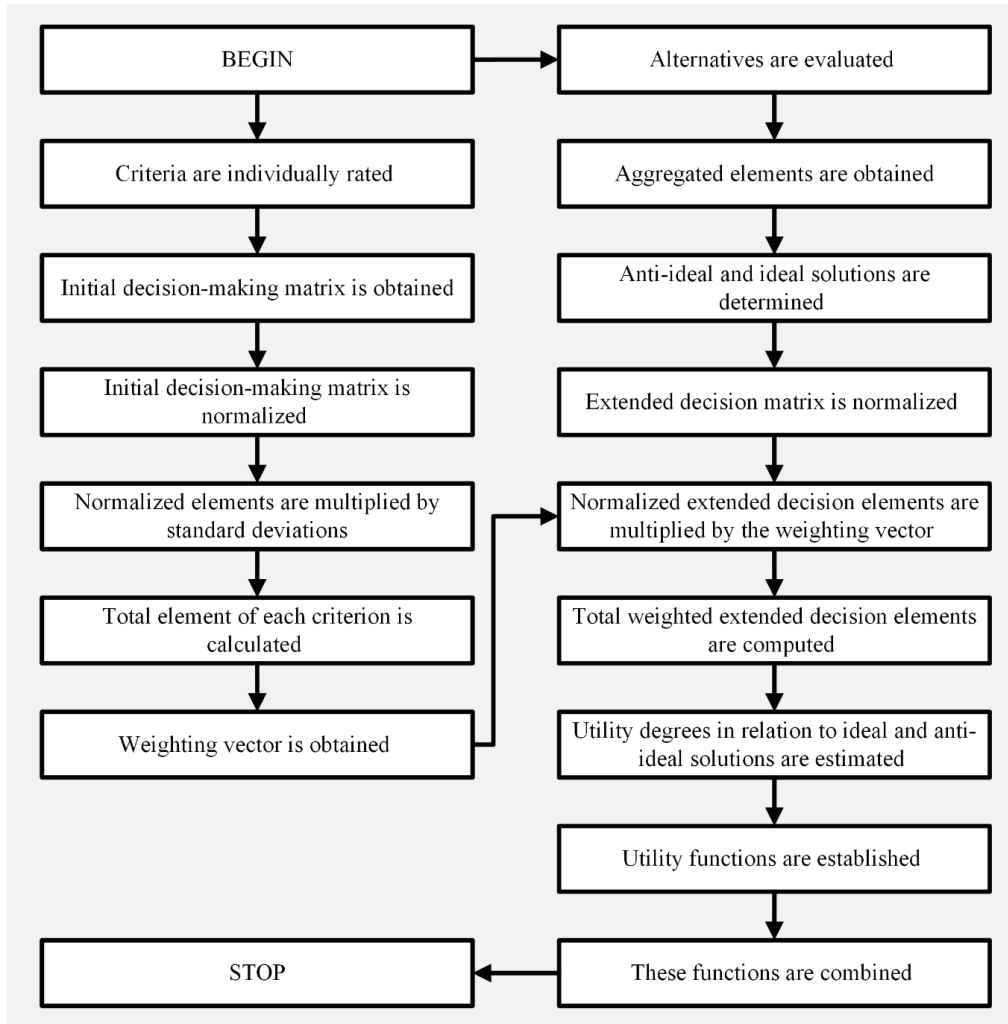 BEGIN
Criteria are individually rated
Initial decision-making matrix is obtained
Initial decision-making matrix is
normalized
Normalized elements are multiplied by
standard deviations
Total element of each criterion is
calculated
Weighting vector is obtained
Alternatives are evaluated
Aggregated elements are obtained
Anti-ideal and ideal solutions are
determined
Extended decision matrix is normalized
Normalized extended decision elements are
multiplied by the weighting vector
Total weighted extended decision elements
are computed
Utility degrees in relation to ideal and anti-
ideal solutions are estimated
Utility functions are established
These functions are combined
STOP